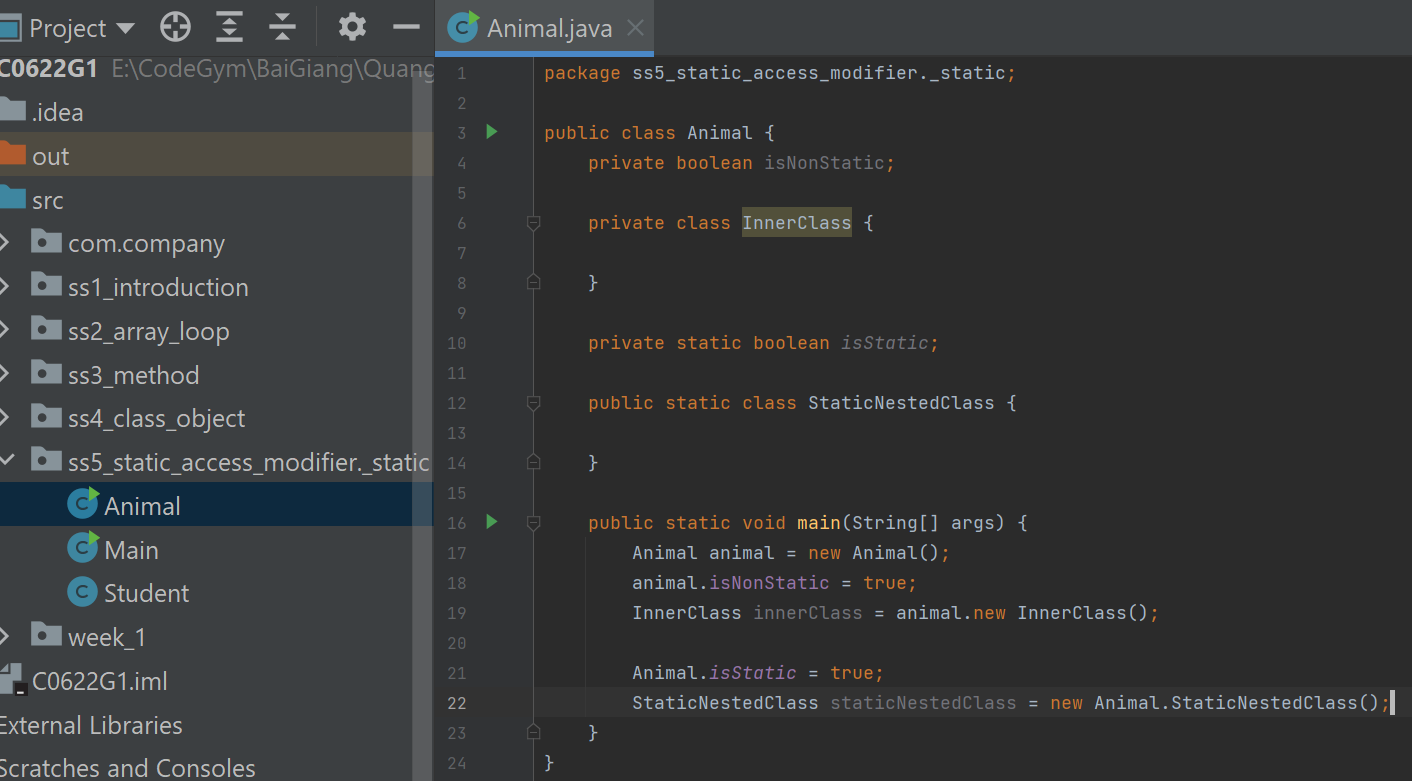 Project
C0622G1 E:\CodeGym\BaiGiang\Quang
.idea
out
src
com.company
ss1_introduction
ss2_array_loop
ss3_method
ss4_class_object
ss5_static_access_modifier._static
Animal
Main
Student
week_1
C0622G1.iml
External Libraries
Scratches and Consoles
Animal.java
1 package ss5_static_access_modifier._static;
2
3 public class Animal {
4 private boolean isNonStatic;
5
6 private class InnerClass {
7
8 }
9
10 private static boolean isStatic;
11
12 public static class StaticNestedClass {
13
14 }
15
16 public static void main(String[] args) {
17 Animal animal = new Animal();
18 animal.isNonStatic = true;
19 InnerClass innerClass = animal.new InnerClass();
20
21 Animal.isStatic = true;
22 StaticNestedClass staticNestedClass = new Animal.StaticNestedClass();
23 }
24 }